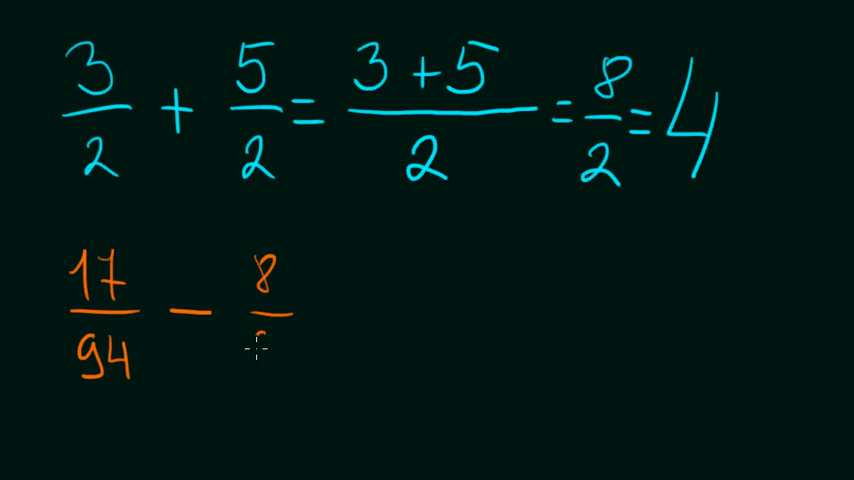 3/2 + 5/2 = (3+5)/2 = 8/2 = 4
17/94 - 8/